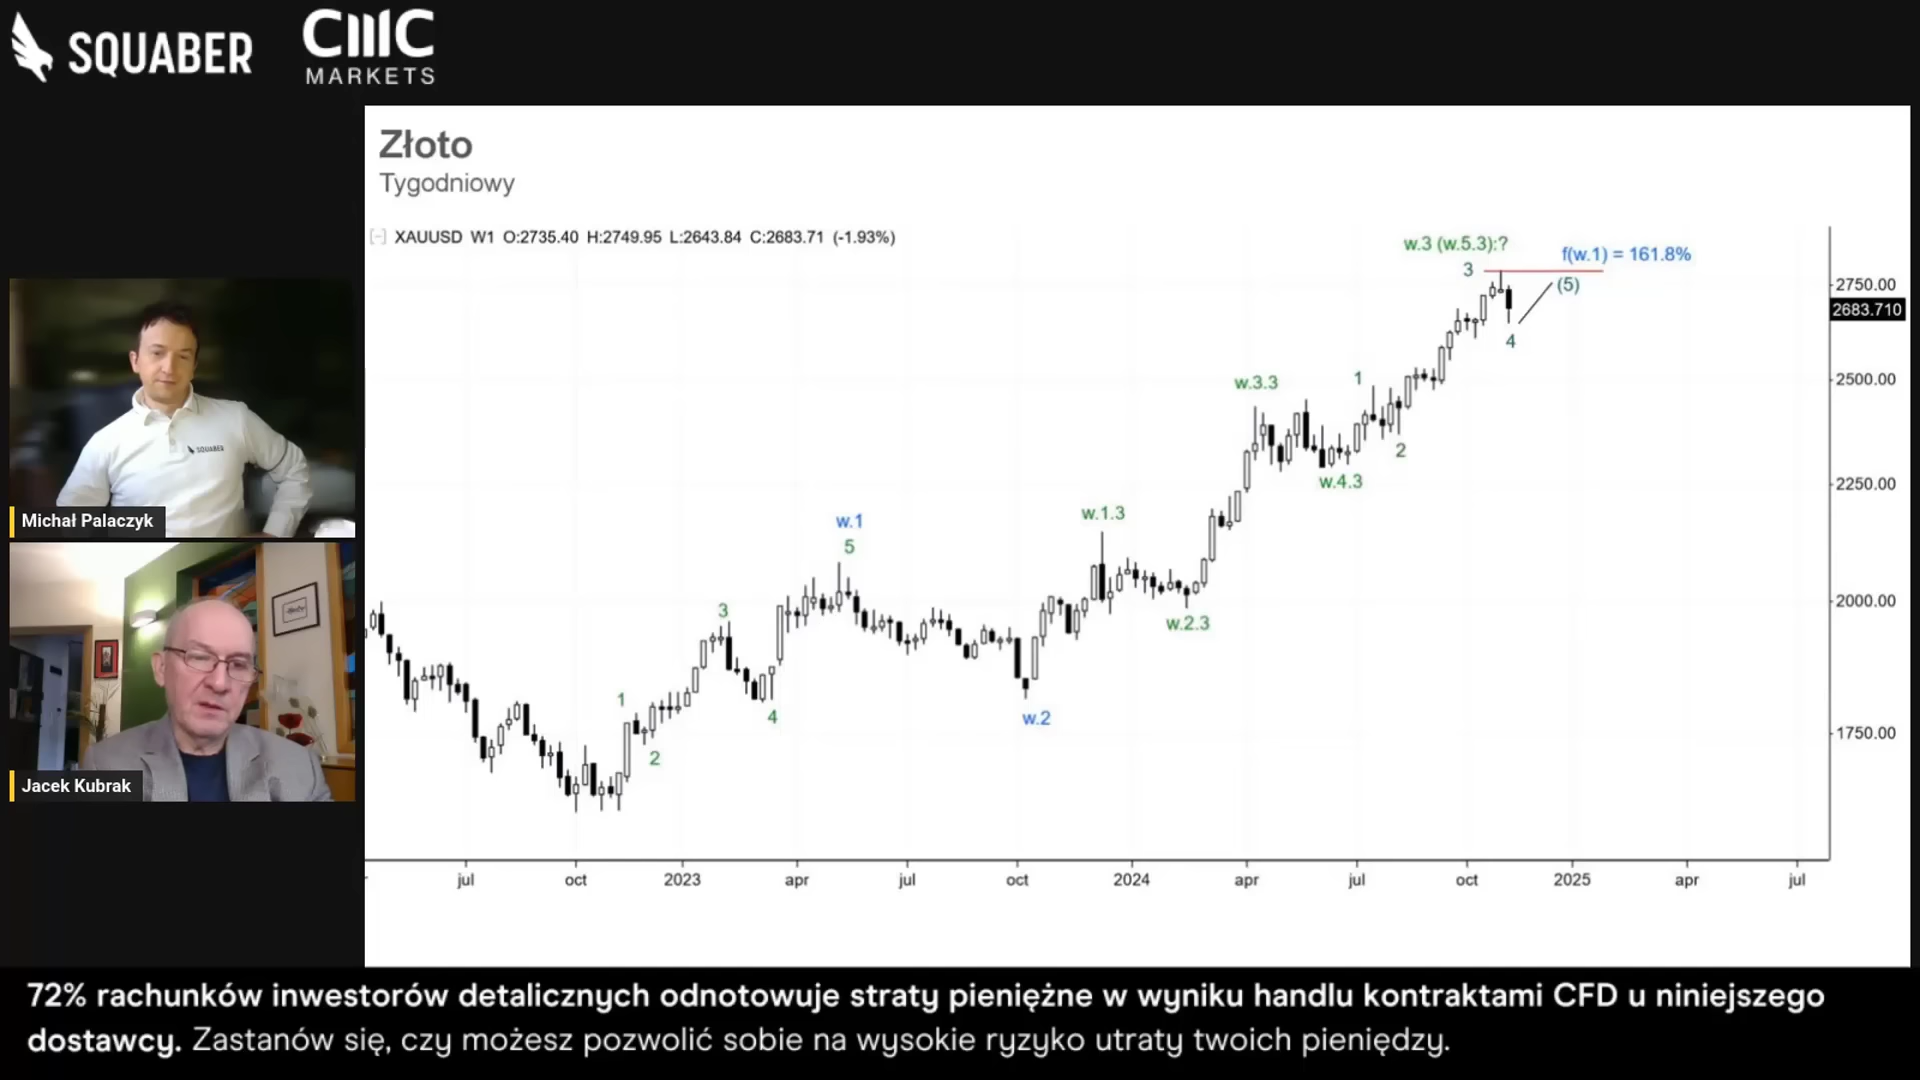 SQUABER
CMC
MARKETS
Złoto
Tygodniowy
XAUUSD W1 O:2735.40 H:2749.95 L:2643.84 C:2683.71 (-1.93%)
w.3 (w.5.3):?
f(w.1) = 161.8%
3
(5)
2750.00
2683.710
4
w.3.3
1
2500.00
2
w.4.3
2250.00
w.1.3
w.1
5
3
2000.00
w.2.3
1
4
w.2
1750.00
2
jul
oct
2023
apr
jul
oct
2024
apr
jul
oct
2025
apr
jul
SQUABER
Michał Palaczyk
Jacek Kubrak
72% rachunków inwestorów detalicznych odnotowuje straty pieniężne w wyniku handlu kontraktami CFD u niniejszego
dostawcy. Zastanów się, czy możesz pozwolić sobie na wysokie ryzyko utraty twoich pieniędzy.